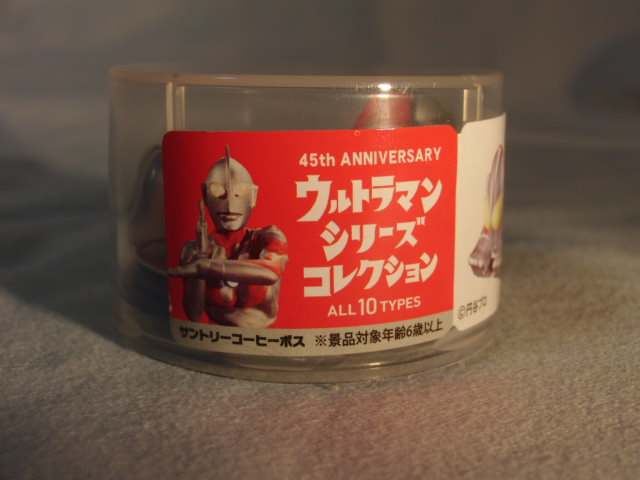 45th ANNIVERSARY
ウルトラマン
シリーズ
コレクション
ALL 10 TYPES
サントリーコーヒーボス ※景品対象年齢6歳以上
©円谷プロ